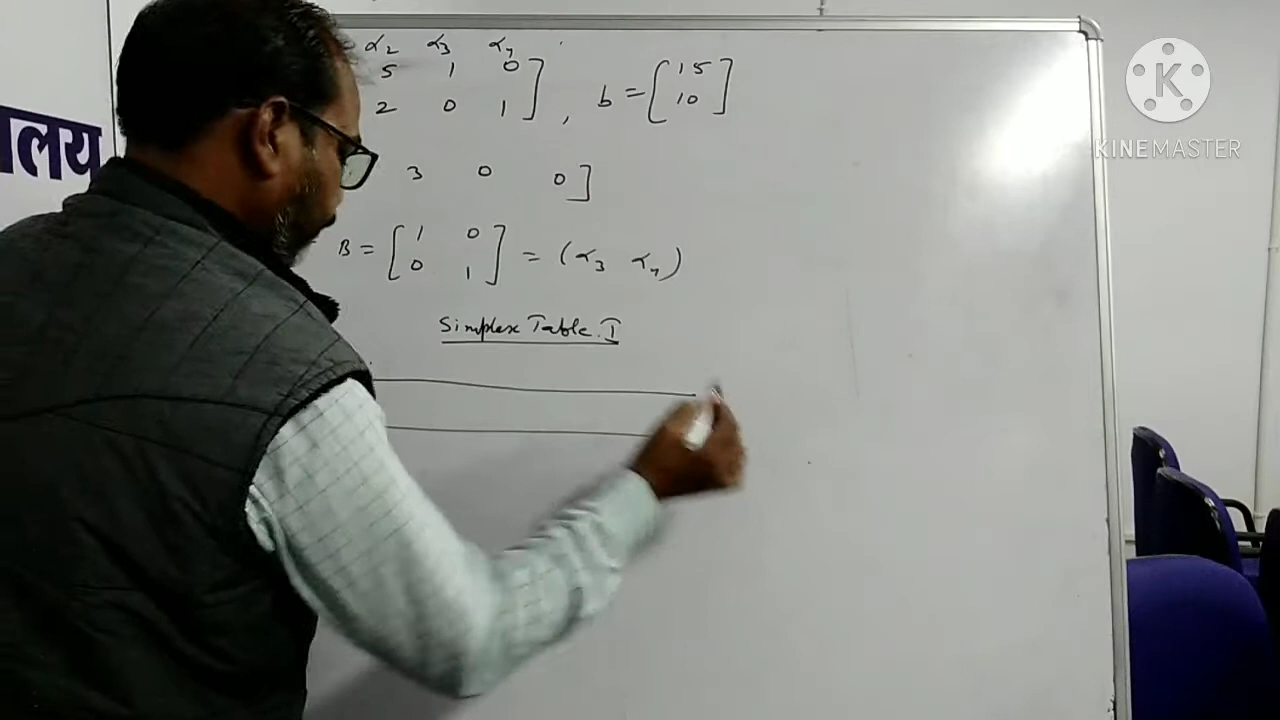 α2 α3 α4
5 1 0
2 0 1 ] , b = [ 15
10 ]
3 0 0 ]
B = [ 1 0
0 1 ] = (α3 α4)
Simplex Table. I
लय
K
KINEMASTER